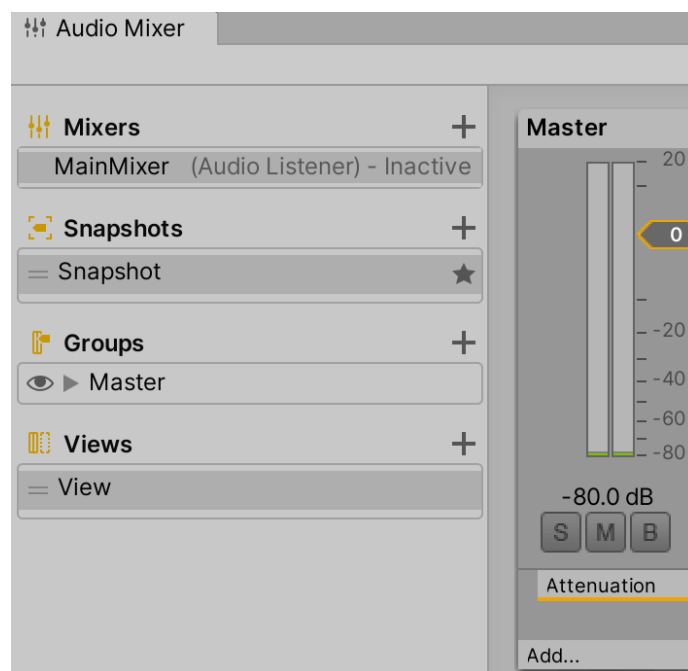 Audio Mixer
Mixers
MainMixer (Audio Listener) - Inactive
Snapshots
Snapshot
Groups
Master
Views
View
Master
20
0
-20
-40
-60
-80
-80.0 dB
S M B
Attenuation
Add...